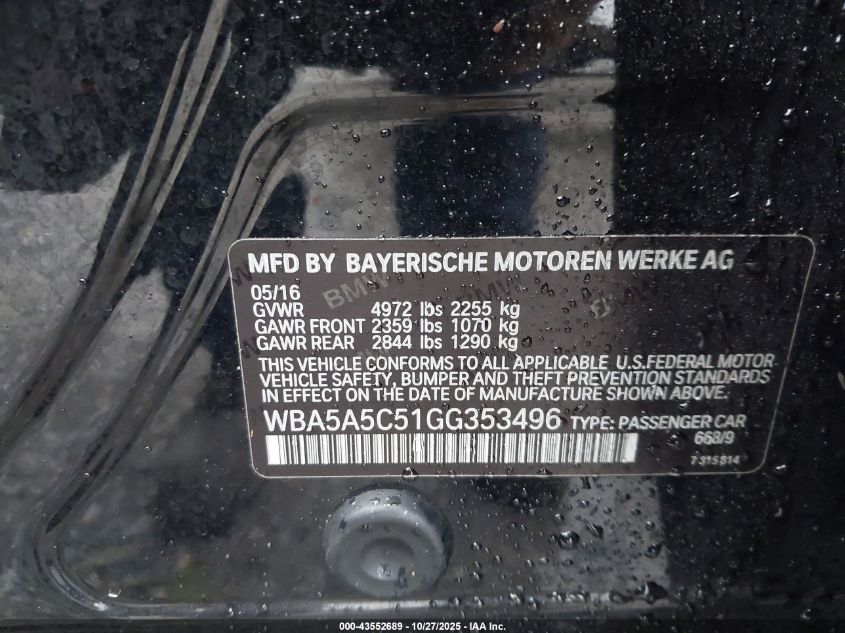 MFD BY BAYERISCHE MOTOREN WERKE AG
05/16
GVWR 4972 lbs 2255 kg
GAWR FRONT 2359 lbs 1070 kg
GAWR REAR 2844 lbs 1290 kg
THIS VEHICLE CONFORMS TO ALL APPLICABLE U.S.FEDERAL MOTOR
VEHICLE SAFETY, BUMPER AND THEFT PREVENTION STANDARDS
IN EFFECT ON THE DATE OF MANUFACTURE SHOWN ABOVE.
WBA5A5C51GG353496 TYPE: PASSENGER CAR
668/9
7 315 814
000-43552689 - 10/27/2025 - IAA Inc.